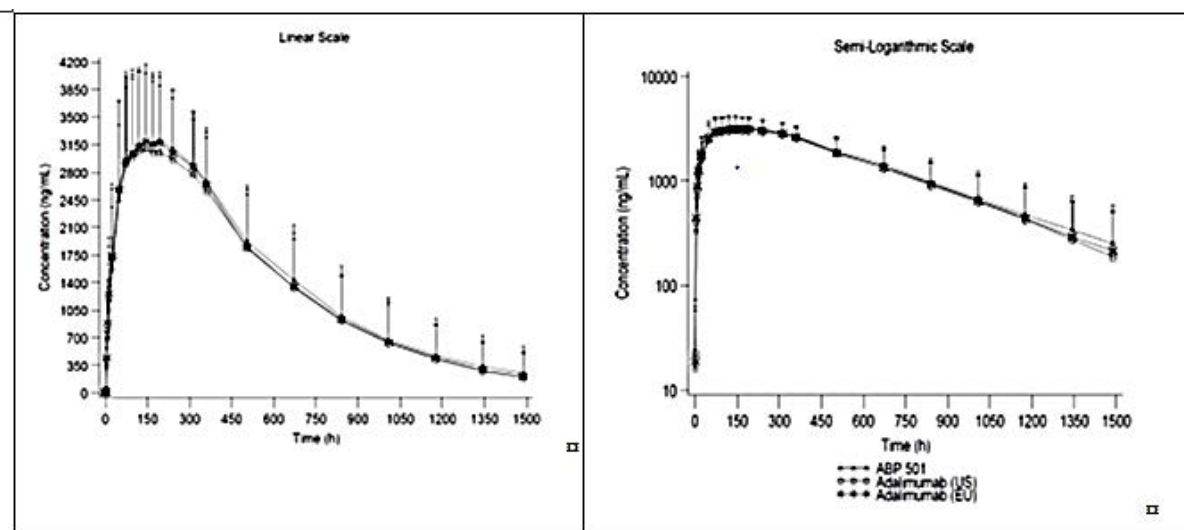 Linear Scale
Concentration (ng/mL)
4200
3850
3500
3150
2800
2450
2100
1750
1400
1050
700
350
0
0 150 300 450 600 750 900 1050 1200 1350 1500
Time (h)
¤
Semi-Logarthmic Scale
Concentration (ng/mL)
10000
1000
100
10
0 150 300 450 600 750 900 1050 1200 1350 1500
Time (h)
ABP 501
Adalimumab (US)
Adalimumab (EU)
¤